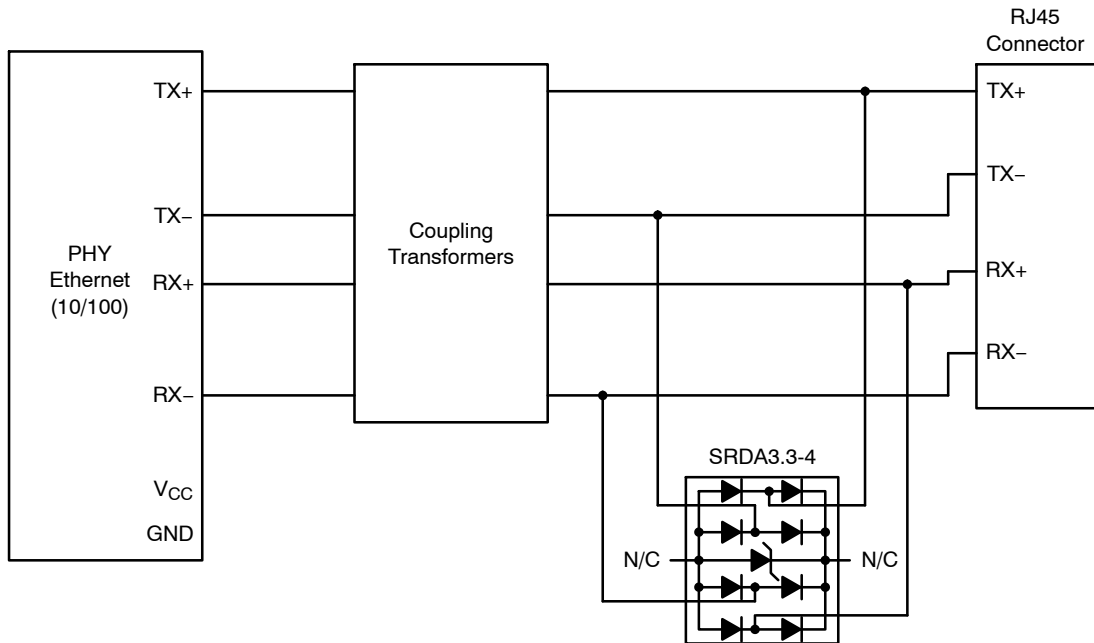 RJ45
Connector
TX+
TX−
PHY
Ethernet
(10/100)
RX+
RX−
VCC
GND
Coupling
Transformers
TX+
TX−
RX+
RX−
SRDA3.3-4
N/C
N/C